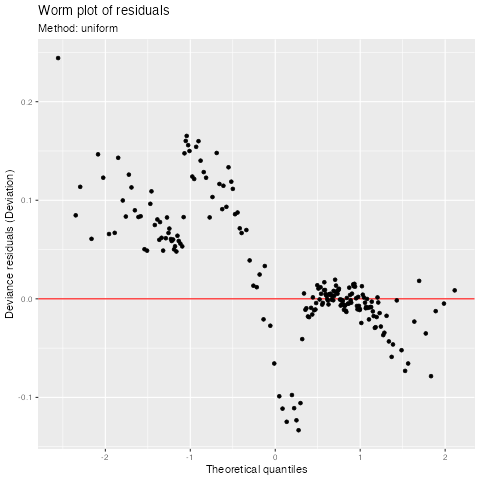 Worm plot of residuals
Method: uniform
Deviance residuals (Deviation)
0.2
0.1
0.0
-0.1
-2
-1
0
1
2
Theoretical quantiles